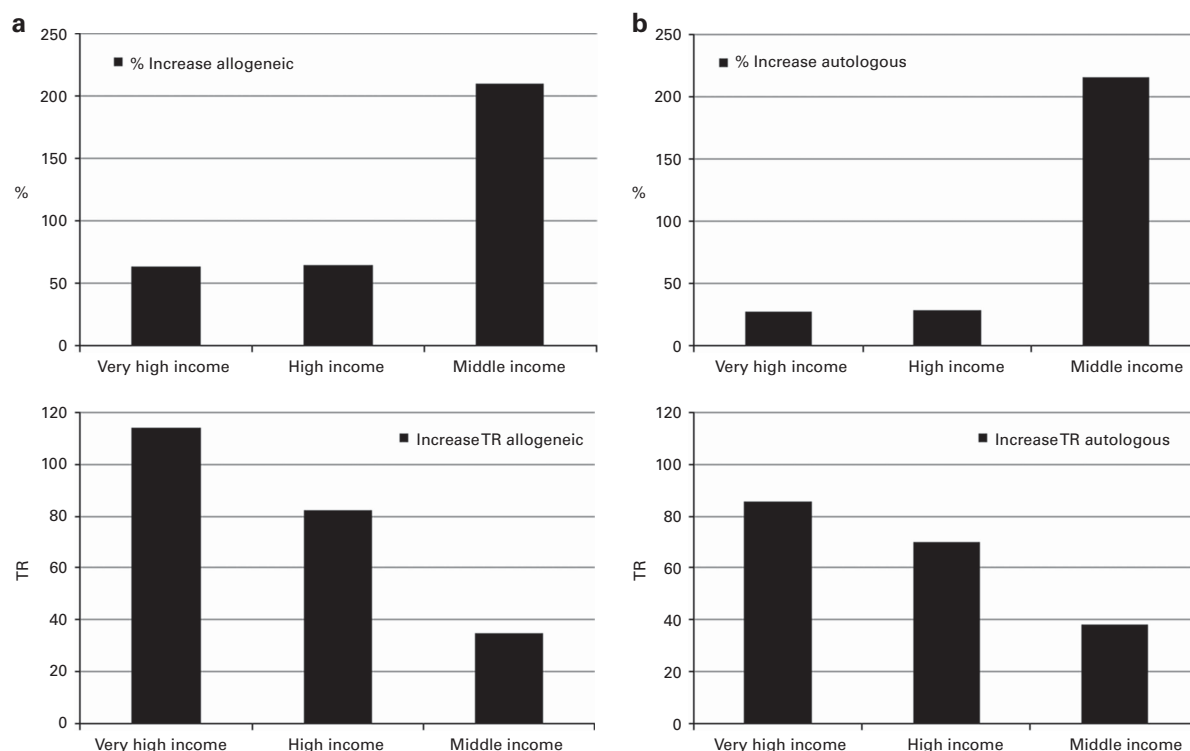 a
250
■ % Increase allogeneic
200
150
%
100
50
0
Very high income High income Middle income
b
250
■ % Increase autologous
200
150
%
100
50
0
Very high income High income Middle income
120
■ Increase TR allogeneic
100
80
60
TR
40
20
0
Very high income High income Middle income
120
■ Increase TR autologous
100
80
60
TR
40
20
0
Very high income High income Middle income